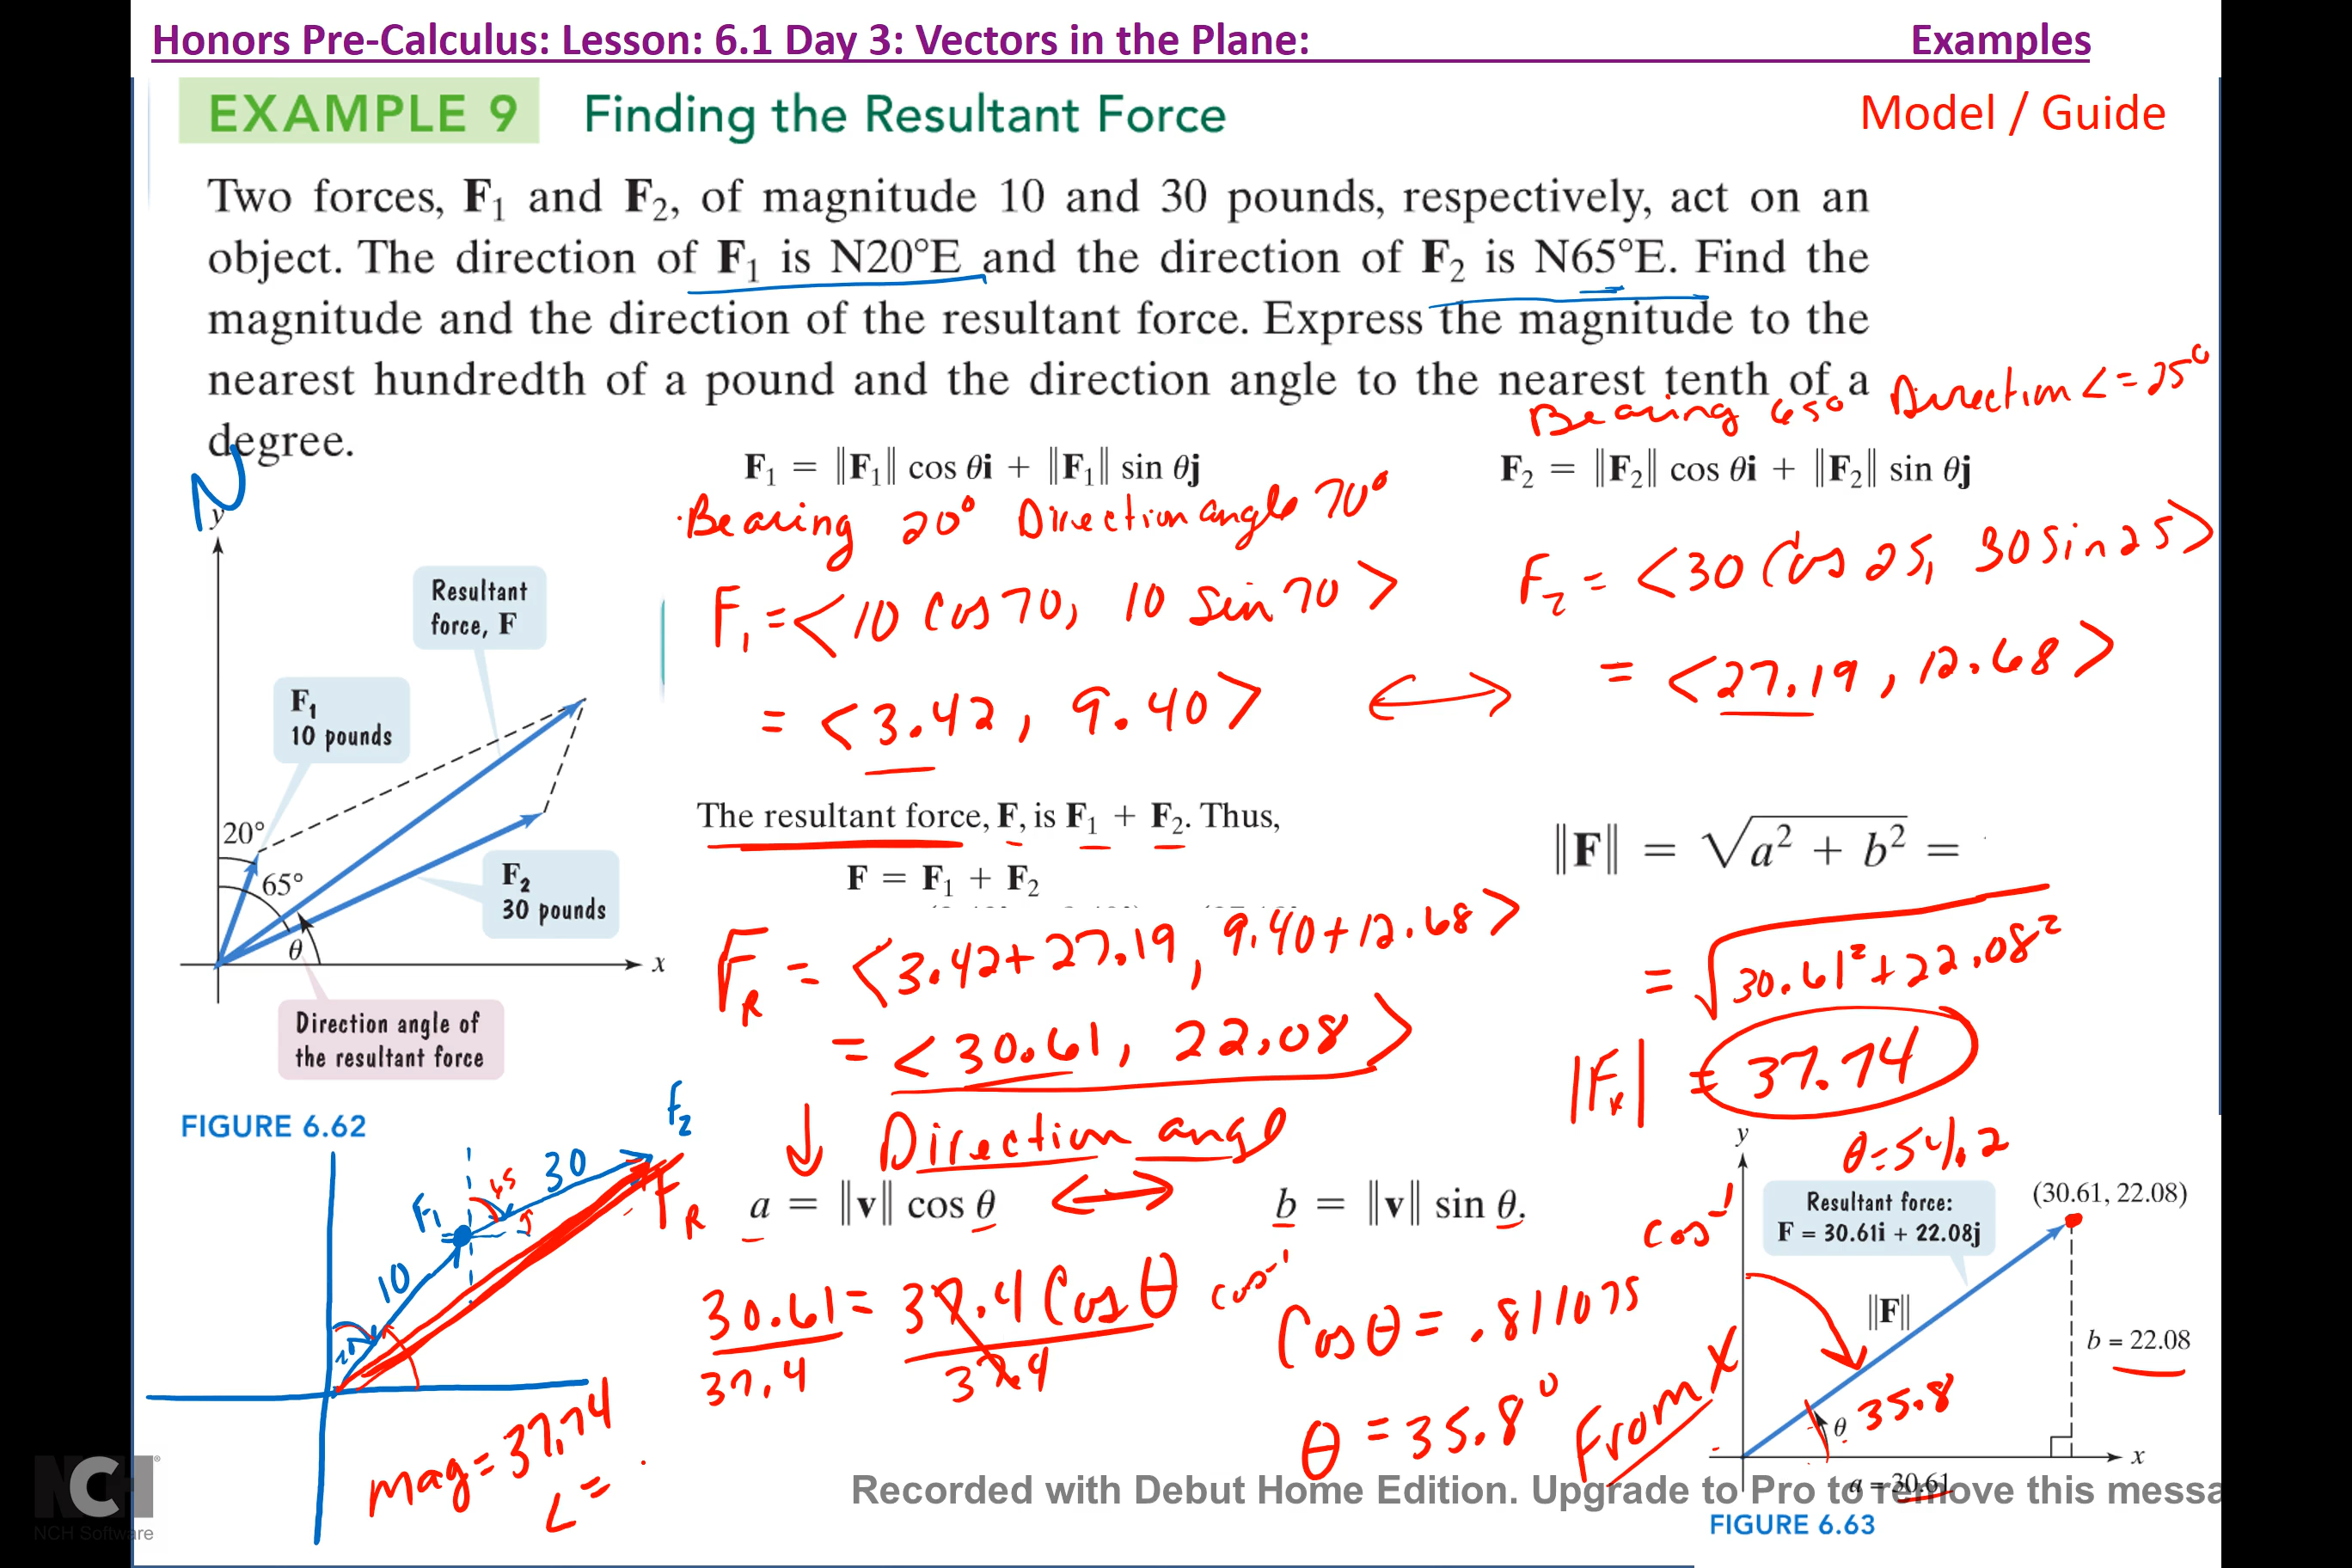 Honors Pre-Calculus: Lesson: 6.1 Day 3: Vectors in the Plane: Examples
EXAMPLE 9 Finding the Resultant Force
Model / Guide
Two forces, F₁ and F₂, of magnitude 10 and 30 pounds, respectively, act on an
object. The direction of F₁ is N20°E and the direction of F₂ is N65°E. Find the
magnitude and the direction of the resultant force. Express the magnitude to the
nearest hundredth of a pound and the direction angle to the nearest tenth of a
degree.
Bearing 65° Direction ∠ = 25°
F₁ = ‖F₁‖ cos θi + ‖F₁‖ sin θj
F₂ = ‖F₂‖ cos θi + ‖F₂‖ sin θj
Bearing 20° Direction angle 70°
F₁ = <10 Cos 70, 10 Sin 70>
= <3.42, 9.40>
F₂ = <30 Cos 25, 30 Sin 25>
= <27.19, 12.68>
N
y
Resultant
force, F
F₁
10 pounds
20°
65°
F₂
30 pounds
θ
x
Direction angle of
the resultant force
FIGURE 6.62
The resultant force, F, is F₁ + F₂. Thus,
F = F₁ + F₂
F_R = <3.42+27.19, 9.40+12.68>
= <30.61, 22.08>
‖F‖ = √a² + b² =
= √30.61² + 22.08²
|F_R| = 37.74
↓ Direction angle
a = ‖v‖ cos θ
b = ‖v‖ sin θ.
30.61 = 37.4 Cos θ
37.4 37.4
cos⁻¹
Cos θ = .811075
cos⁻¹
θ = 35.8°
From X
F₁
10
20
30
65
F₂
F_R
mag = 37.74
∠ =
θ = 54.2
y
Resultant force:
F = 30.61i + 22.08j
(30.61, 22.08)
‖F‖
b = 22.08
θ 35.8
x
a = 30.61
FIGURE 6.63
NCH
NCH Software
Recorded with Debut Home Edition. Upgrade to Pro to remove this messa